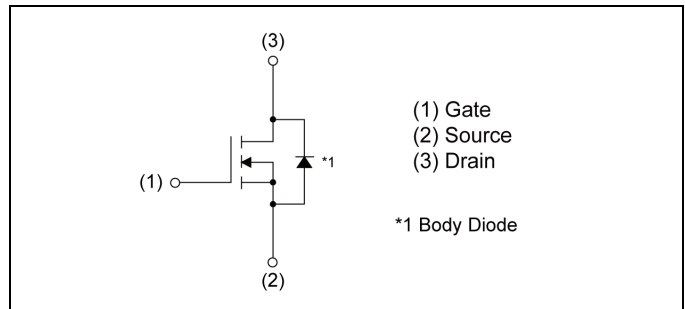 (3)
(1) Gate
(2) Source
(3) Drain
*1
(1)
*1 Body Diode
(2)